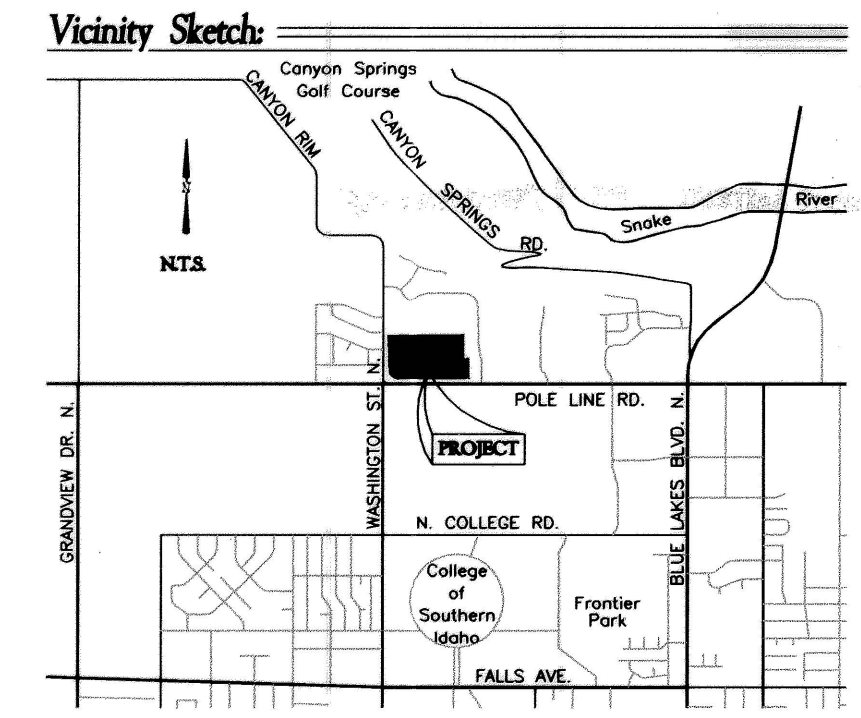 Vicinity Sketch:
Canyon Springs
Golf Course
CANYON RIM
CANYON
SPRINGS
RD.
Snake
River
N
N.T.S.
POLE LINE RD.
GRANDVIEW DR. N.
WASHINGTON ST. N.
BLUE LAKES BLVD. N.
PROJECT
N. COLLEGE RD.
College
of
Southern
Idaho
Frontier
Park
FALLS AVE.